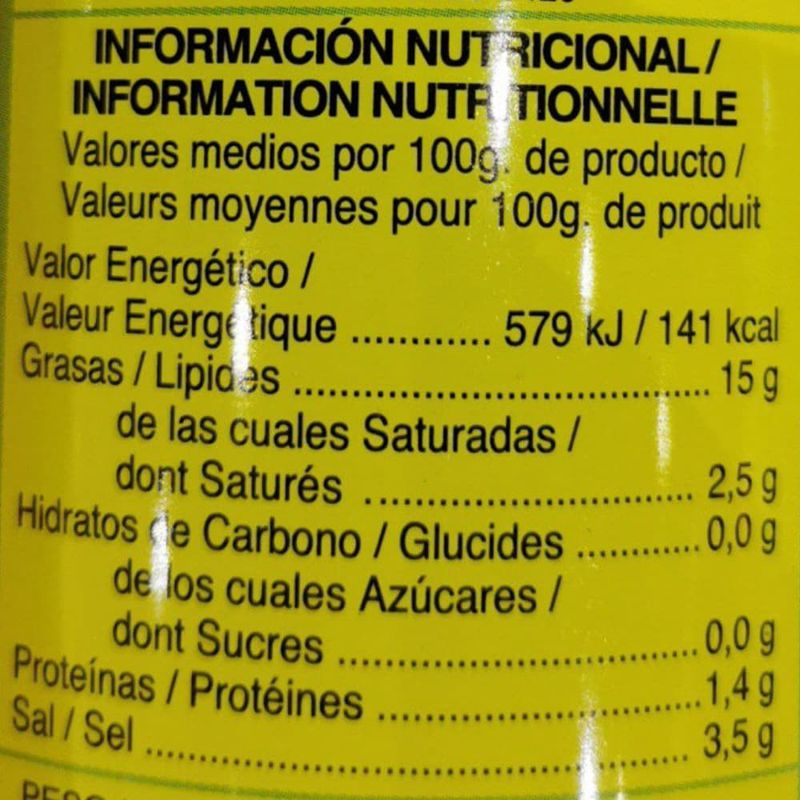 INFORMACIÓN NUTRICIONAL /
INFORMATION NUTRITIONNELLE
Valores medios por 100g. de producto /
Valeurs moyennes pour 100g. de produit
Valor Energético /
Valeur Energetique ............ 579 kJ / 141 kcal
Grasas / Lipides ........................................ 15 g
de las cuales Saturadas /
dont Saturés ................................ 2,5 g
Hidratos de Carbono / Glucides ............ 0,0 g
de los cuales Azúcares /
dont Sucres .................................. 0,0 g
Proteínas / Protéines ............................... 1,4 g
Sal / Sel ..................................................... 3,5 g